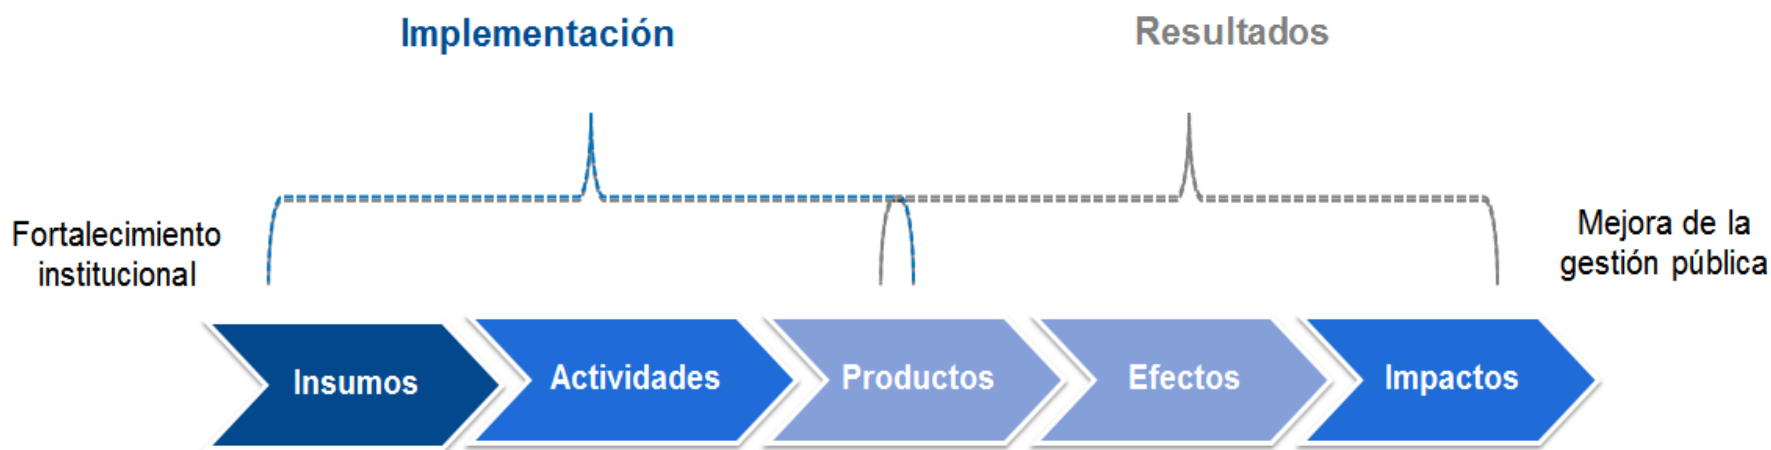 Implementación
Resultados
Fortalecimiento
institucional
Mejora de la
gestión pública
Insumos
Actividades
Productos
Efectos
Impactos